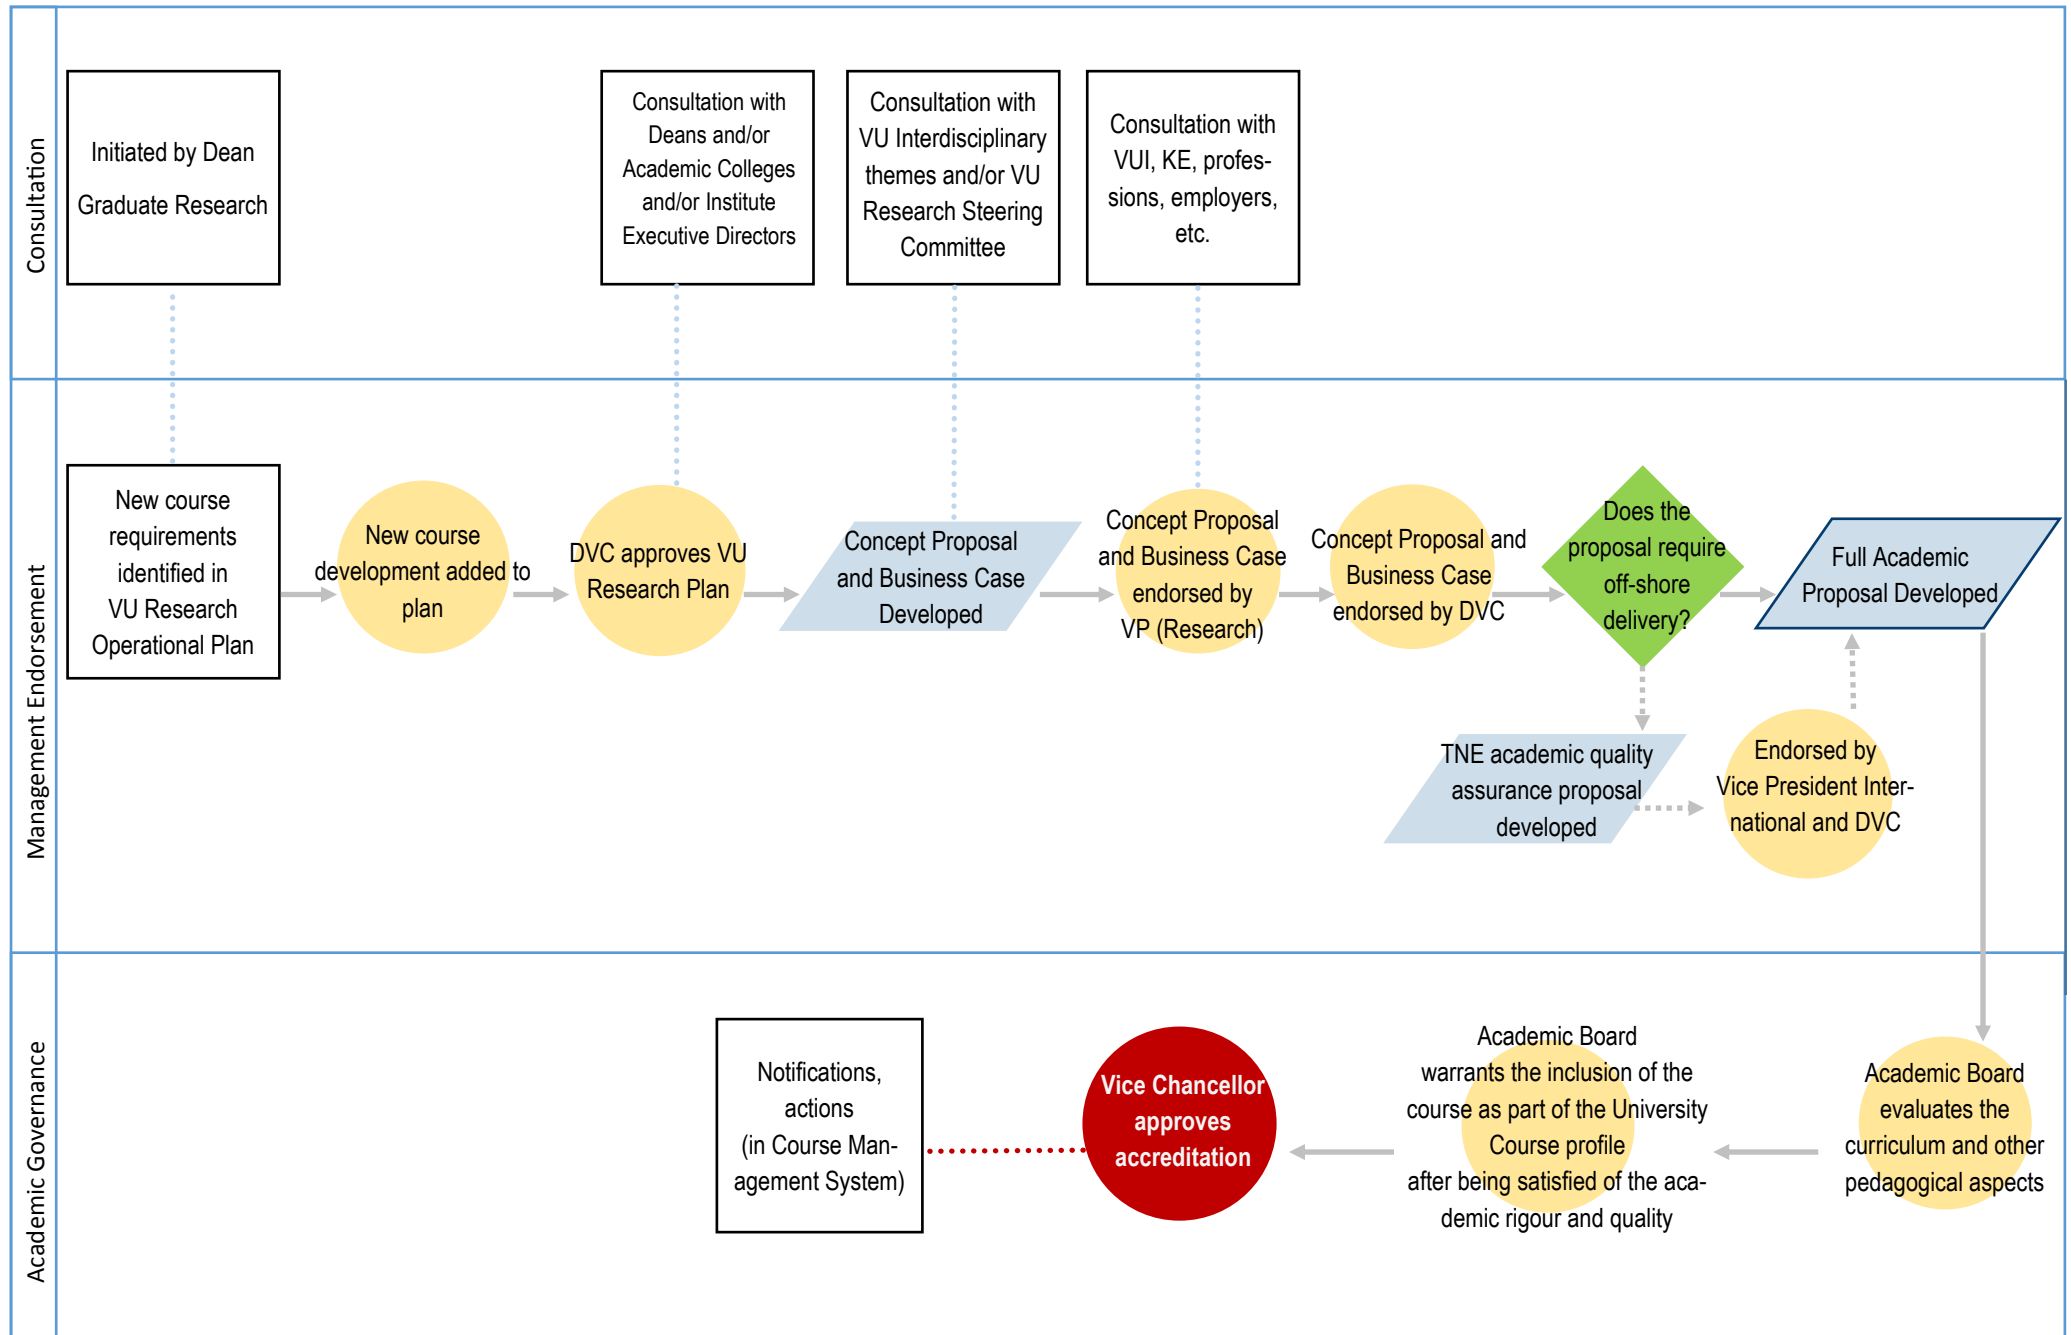 Consultation
Initiated by Dean
Graduate Research
Consultation with
Deans and/or
Academic Colleges
and/or Institute
Executive Directors
Consultation with
VU Interdisciplinary
themes and/or VU
Research Steering
Committee
Consultation with
VUI, KE, profes-
sions, employers,
etc.
Management Endorsement
New course
requirements
identified in
VU Research
Operational Plan
New course
development added to
plan
DVC approves VU
Research Plan
Concept Proposal
and Business Case
Developed
Concept Proposal
and Business Case
endorsed by
VP (Research)
Concept Proposal and
Business Case
endorsed by DVC
Does the
proposal require
off-shore
delivery?
Full Academic
Proposal Developed
TNE academic quality
assurance proposal
developed
Endorsed by
Vice President Inter-
national and DVC
Academic Governance
Notifications,
actions
(in Course Man-
agement System)
Vice Chancellor
approves
accreditation
Academic Board
warrants the inclusion of the
course as part of the University
Course profile
after being satisfied of the aca-
demic rigour and quality
Academic Board
evaluates the
curriculum and other
pedagogical aspects